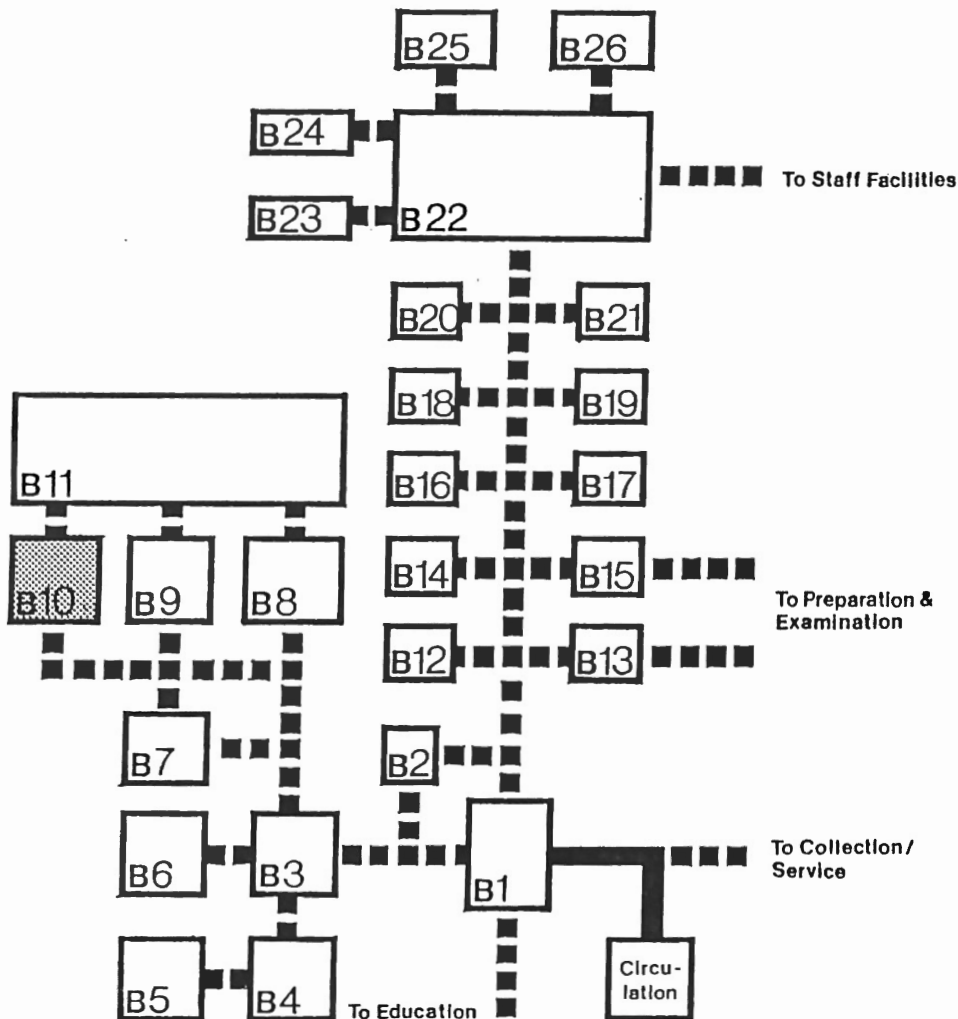 B25
B26
B24
To Staff Facilities
B23
B22
B20
B21
B18
B19
B11
B16
B17
B10
B9
B8
B14
B15
To Preparation &
Examination
B12
B13
B7
B2
B6
B3
B1
To Collection/
Service
B5
B4
To Education
Circu-
lation